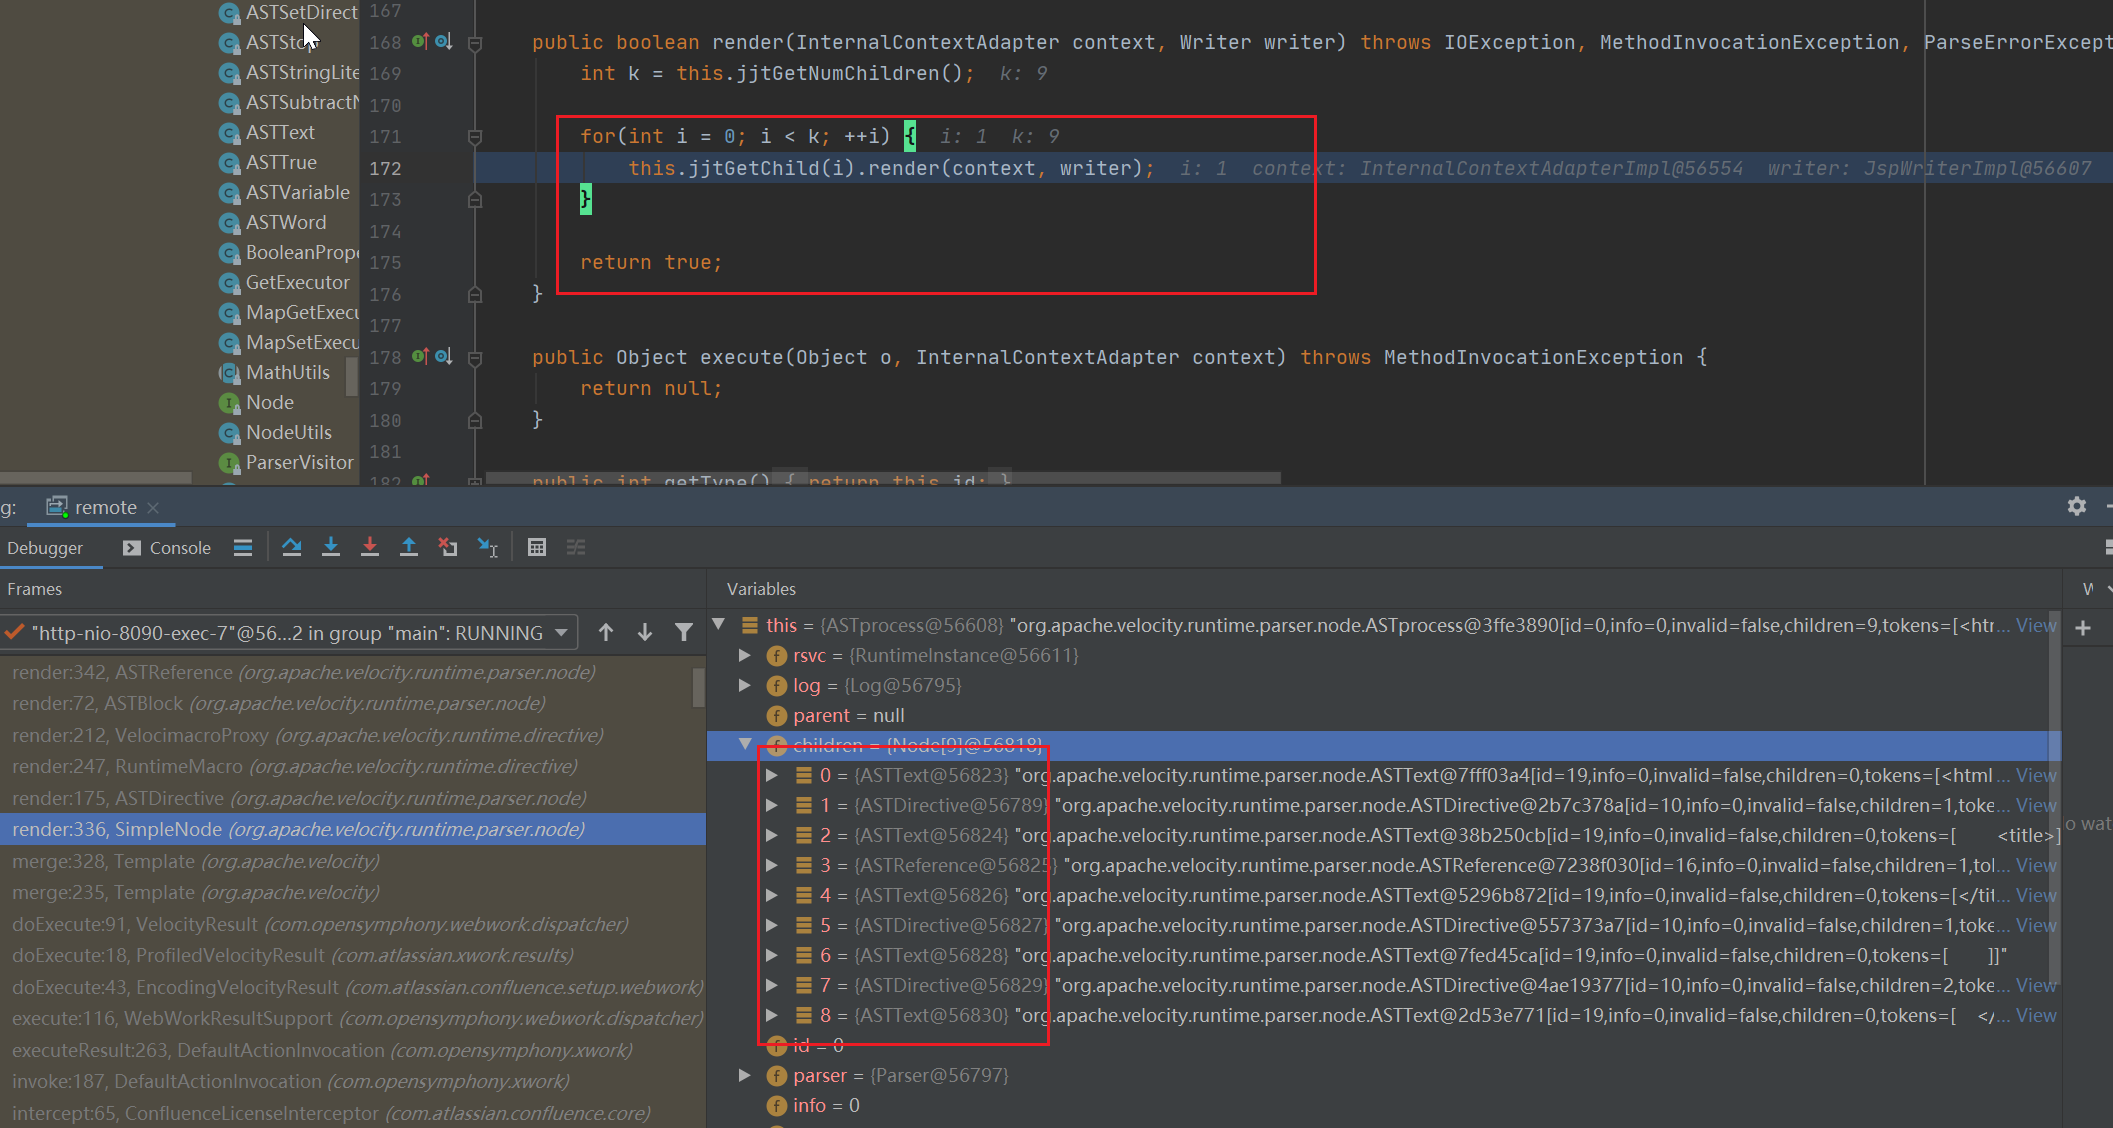 ASTSetDirect
ASTStop
ASTStringLite
ASTSubtractN
ASTText
ASTTrue
ASTVariable
ASTWord
BooleanPrope
GetExecutor
MapGetExecu
MapSetExecu
MathUtils
Node
NodeUtils
ParserVisitor
167
168 public boolean render(InternalContextAdapter context, Writer writer) throws IOException, MethodInvocationException, ParseErrorExcept
169 int k = this.jjtGetNumChildren(); k: 9
170
171 for(int i = 0; i < k; ++i) { i: 1 k: 9
172 this.jjtGetChild(i).render(context, writer); i: 1 context: InternalContextAdapterImpl@56554 writer: JspWriterImpl@56607
173 }
174
175 return true;
176 }
177
178 public Object execute(Object o, InternalContextAdapter context) throws MethodInvocationException {
179 return null;
180 }
181
182 public int getType() { return this.id; }
g: remote
Debugger Console
Frames
"http-nio-8090-exec-7"@56...2 in group "main": RUNNING
render:342, ASTReference (org.apache.velocity.runtime.parser.node)
render:72, ASTBlock (org.apache.velocity.runtime.parser.node)
render:212, VelocimacroProxy (org.apache.velocity.runtime.directive)
render:247, RuntimeMacro (org.apache.velocity.runtime.directive)
render:175, ASTDirective (org.apache.velocity.runtime.parser.node)
render:336, SimpleNode (org.apache.velocity.runtime.parser.node)
merge:328, Template (org.apache.velocity)
merge:235, Template (org.apache.velocity)
doExecute:91, VelocityResult (com.opensymphony.webwork.dispatcher)
doExecute:18, ProfiledVelocityResult (com.atlassian.xwork.results)
doExecute:43, EncodingVelocityResult (com.atlassian.confluence.setup.webwork)
execute:116, WebWorkResultSupport (com.opensymphony.webwork.dispatcher)
executeResult:263, DefaultActionInvocation (com.opensymphony.xwork)
invoke:187, DefaultActionInvocation (com.opensymphony.xwork)
intercept:65, ConfluenceLicenseInterceptor (com.atlassian.confluence.core)
Variables
this = {ASTprocess@56608} "org.apache.velocity.runtime.parser.node.ASTprocess@3ffe3890[id=0,info=0,invalid=false,children=9,tokens=[<htr... View
rsvc = {RuntimeInstance@56611}
log = {Log@56795}
parent = null
children = {Node[9]@56818}
0 = {ASTText@56823} "org.apache.velocity.runtime.parser.node.ASTText@7fff03a4[id=19,info=0,invalid=false,children=0,tokens=[<html... View
1 = {ASTDirective@56789} "org.apache.velocity.runtime.parser.node.ASTDirective@2b7c378a[id=10,info=0,invalid=false,children=1,toke... View
2 = {ASTText@56824} "org.apache.velocity.runtime.parser.node.ASTText@38b250cb[id=19,info=0,invalid=false,children=0,tokens=[ <title>]
3 = {ASTReference@56825} "org.apache.velocity.runtime.parser.node.ASTReference@7238f030[id=16,info=0,invalid=false,children=1,tol... View
4 = {ASTText@56826} "org.apache.velocity.runtime.parser.node.ASTText@5296b872[id=19,info=0,invalid=false,children=0,tokens=[</tit... View
5 = {ASTDirective@56827} "org.apache.velocity.runtime.parser.node.ASTDirective@557373a7[id=10,info=0,invalid=false,children=1,toke... View
6 = {ASTText@56828} "org.apache.velocity.runtime.parser.node.ASTText@7fed45ca[id=19,info=0,invalid=false,children=0,tokens=[ ]]"
7 = {ASTDirective@56829} "org.apache.velocity.runtime.parser.node.ASTDirective@4ae19377[id=10,info=0,invalid=false,children=2,toke... View
8 = {ASTText@56830} "org.apache.velocity.runtime.parser.node.ASTText@2d53e771[id=19,info=0,invalid=false,children=0,tokens=[ </... View
id = 0
parser = {Parser@56797}
info = 0
W
o wat